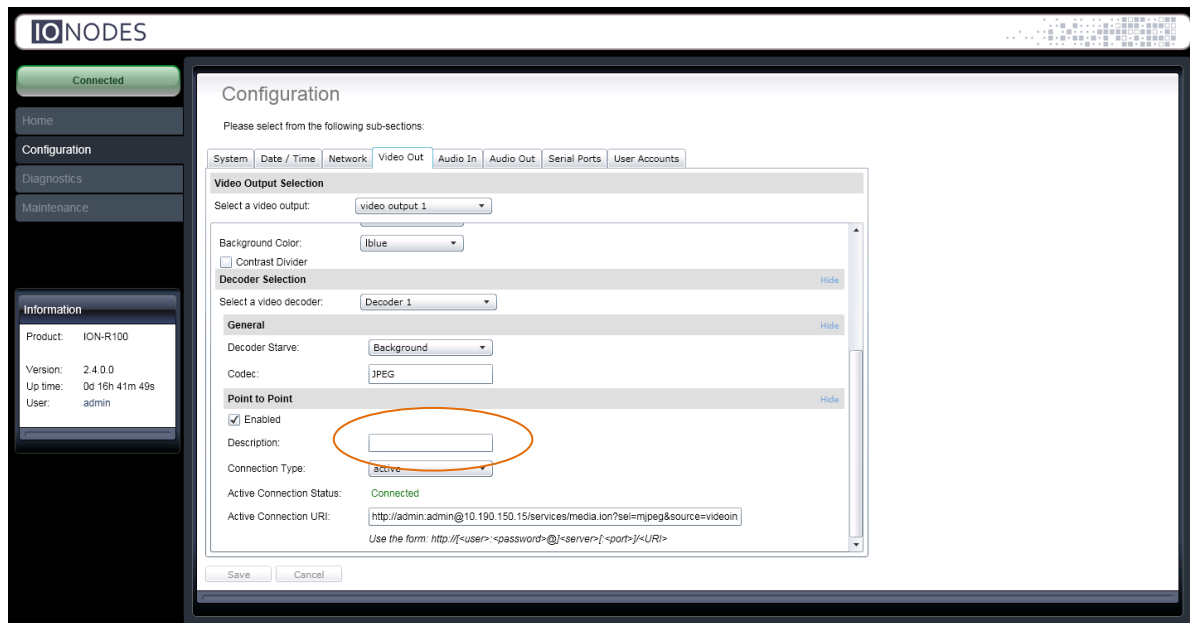 IONODES
Connected
Home
Configuration
Diagnostics
Maintenance
Information
Product: ION-R100
Version: 2.4.0.0
Up time: 0d 16h 41m 49s
User: admin
Configuration
Please select from the following sub-sections:
System Date / Time Network Video Out Audio In Audio Out Serial Ports User Accounts
Video Output Selection
Select a video output: video output 1
Background Color: lblue
Contrast Divider
Decoder Selection Hide
Select a video decoder: Decoder 1
General Hide
Decoder Starve: Background
Codec: JPEG
Point to Point Hide
Enabled
Description:
Connection Type: active
Active Connection Status: Connected
Active Connection URI: http://admin:admin@10.190.150.15/services/media.ion?sel=mjpeg&source=videoin
Use the form: http://[<user>:<password>@]<server>[:<port>]/<URI>
Save Cancel